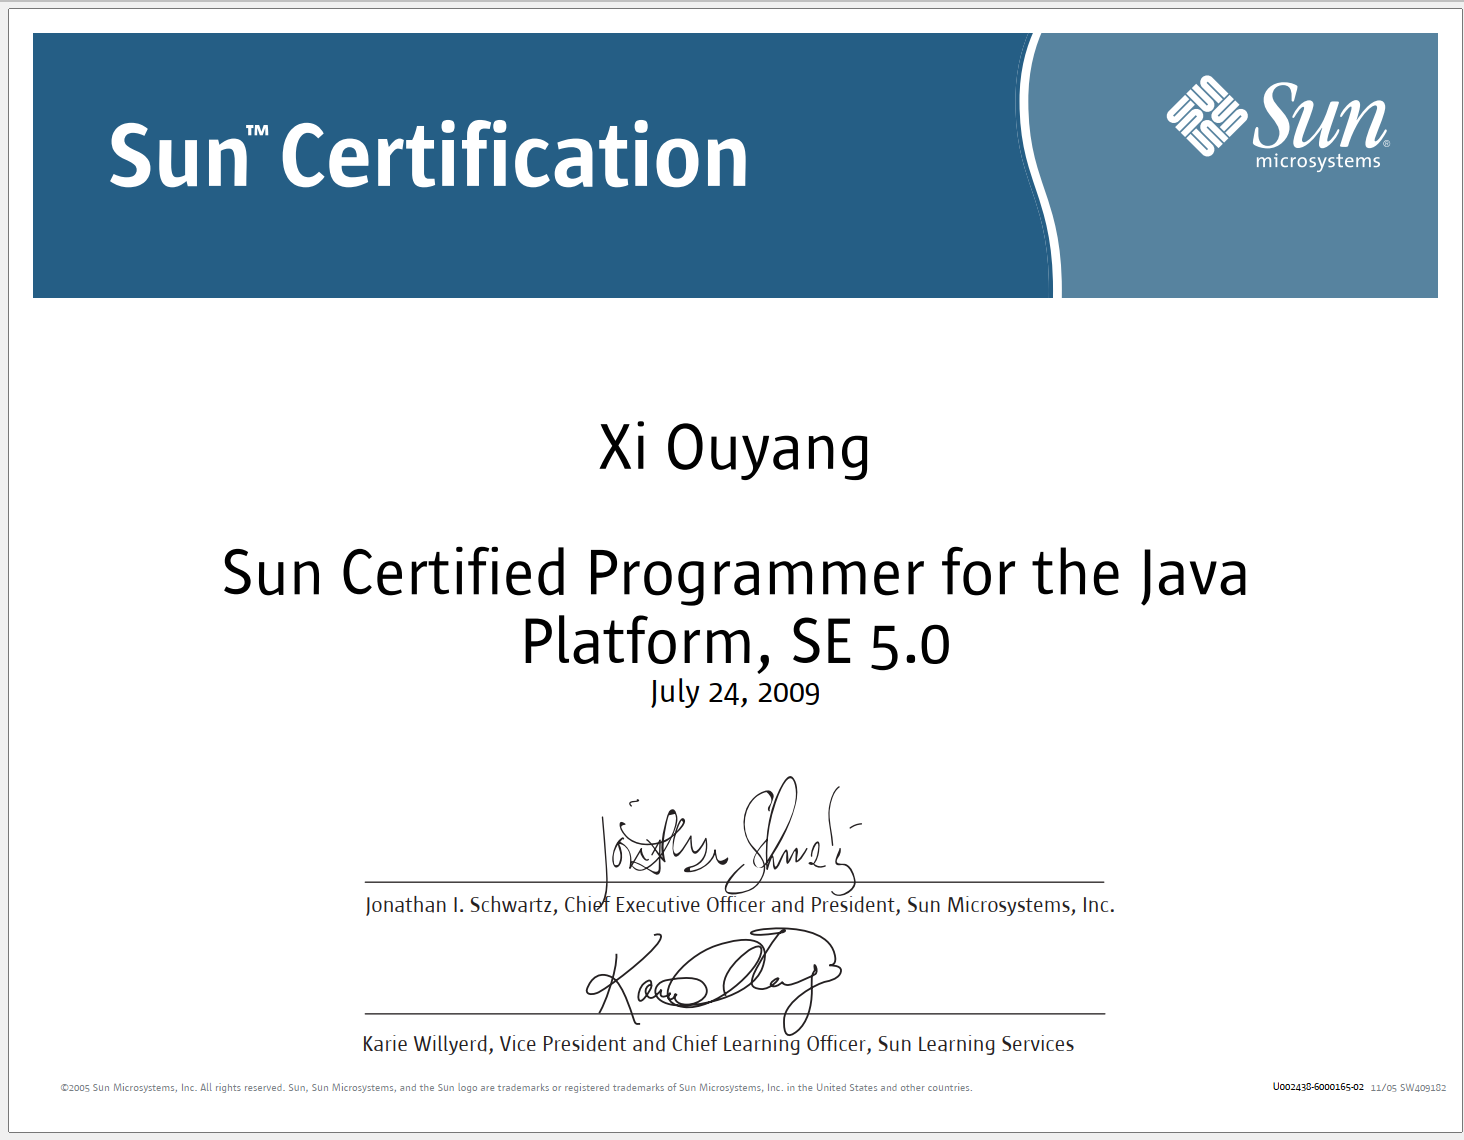 Sun™ Certification
Sun®
microsystems
Xi Ouyang
Sun Certified Programmer for the Java
Platform, SE 5.0
July 24, 2009
Jonathan Schwartz
Jonathan I. Schwartz, Chief Executive Officer and President, Sun Microsystems, Inc.
Karie Willyerd, Vice President and Chief Learning Officer, Sun Learning Services
©2005 Sun Microsystems, Inc. All rights reserved. Sun, Sun Microsystems, and the Sun logo are trademarks or registered trademarks of Sun Microsystems, Inc. in the United States and other countries.
U002438-6000165-02 11/05 SW409182